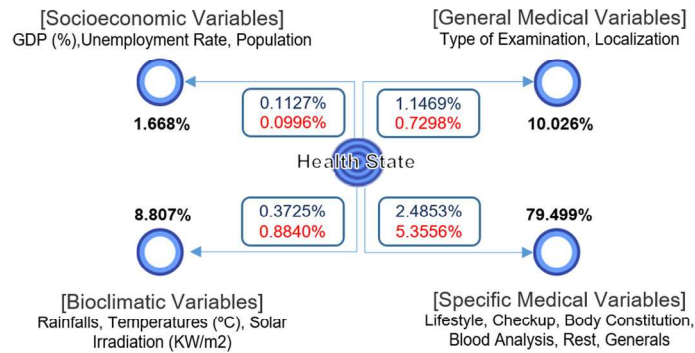 [Socioeconomic Variables]
GDP (%),Unemployment Rate, Population
1.668%
[General Medical Variables]
Type of Examination, Localization
10.026%
0.1127%
0.0996%
1.1469%
0.7298%
Health State
0.3725%
0.8840%
2.4853%
5.3556%
8.807%
[Bioclimatic Variables]
Rainfalls, Temperatures (ºC), Solar
Irradiation (KW/m2)
79.499%
[Specific Medical Variables]
Lifestyle, Checkup, Body Constitution,
Blood Analysis, Rest, Generals